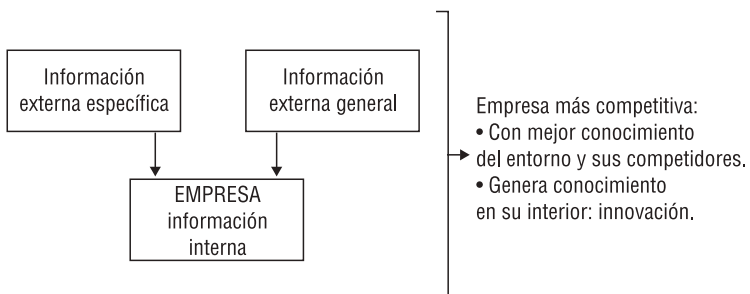 Información
externa específica
Información
externa general
EMPRESA
información
interna
Empresa más competitiva:
• Con mejor conocimiento
del entorno y sus competidores.
• Genera conocimiento
en su interior: innovación.